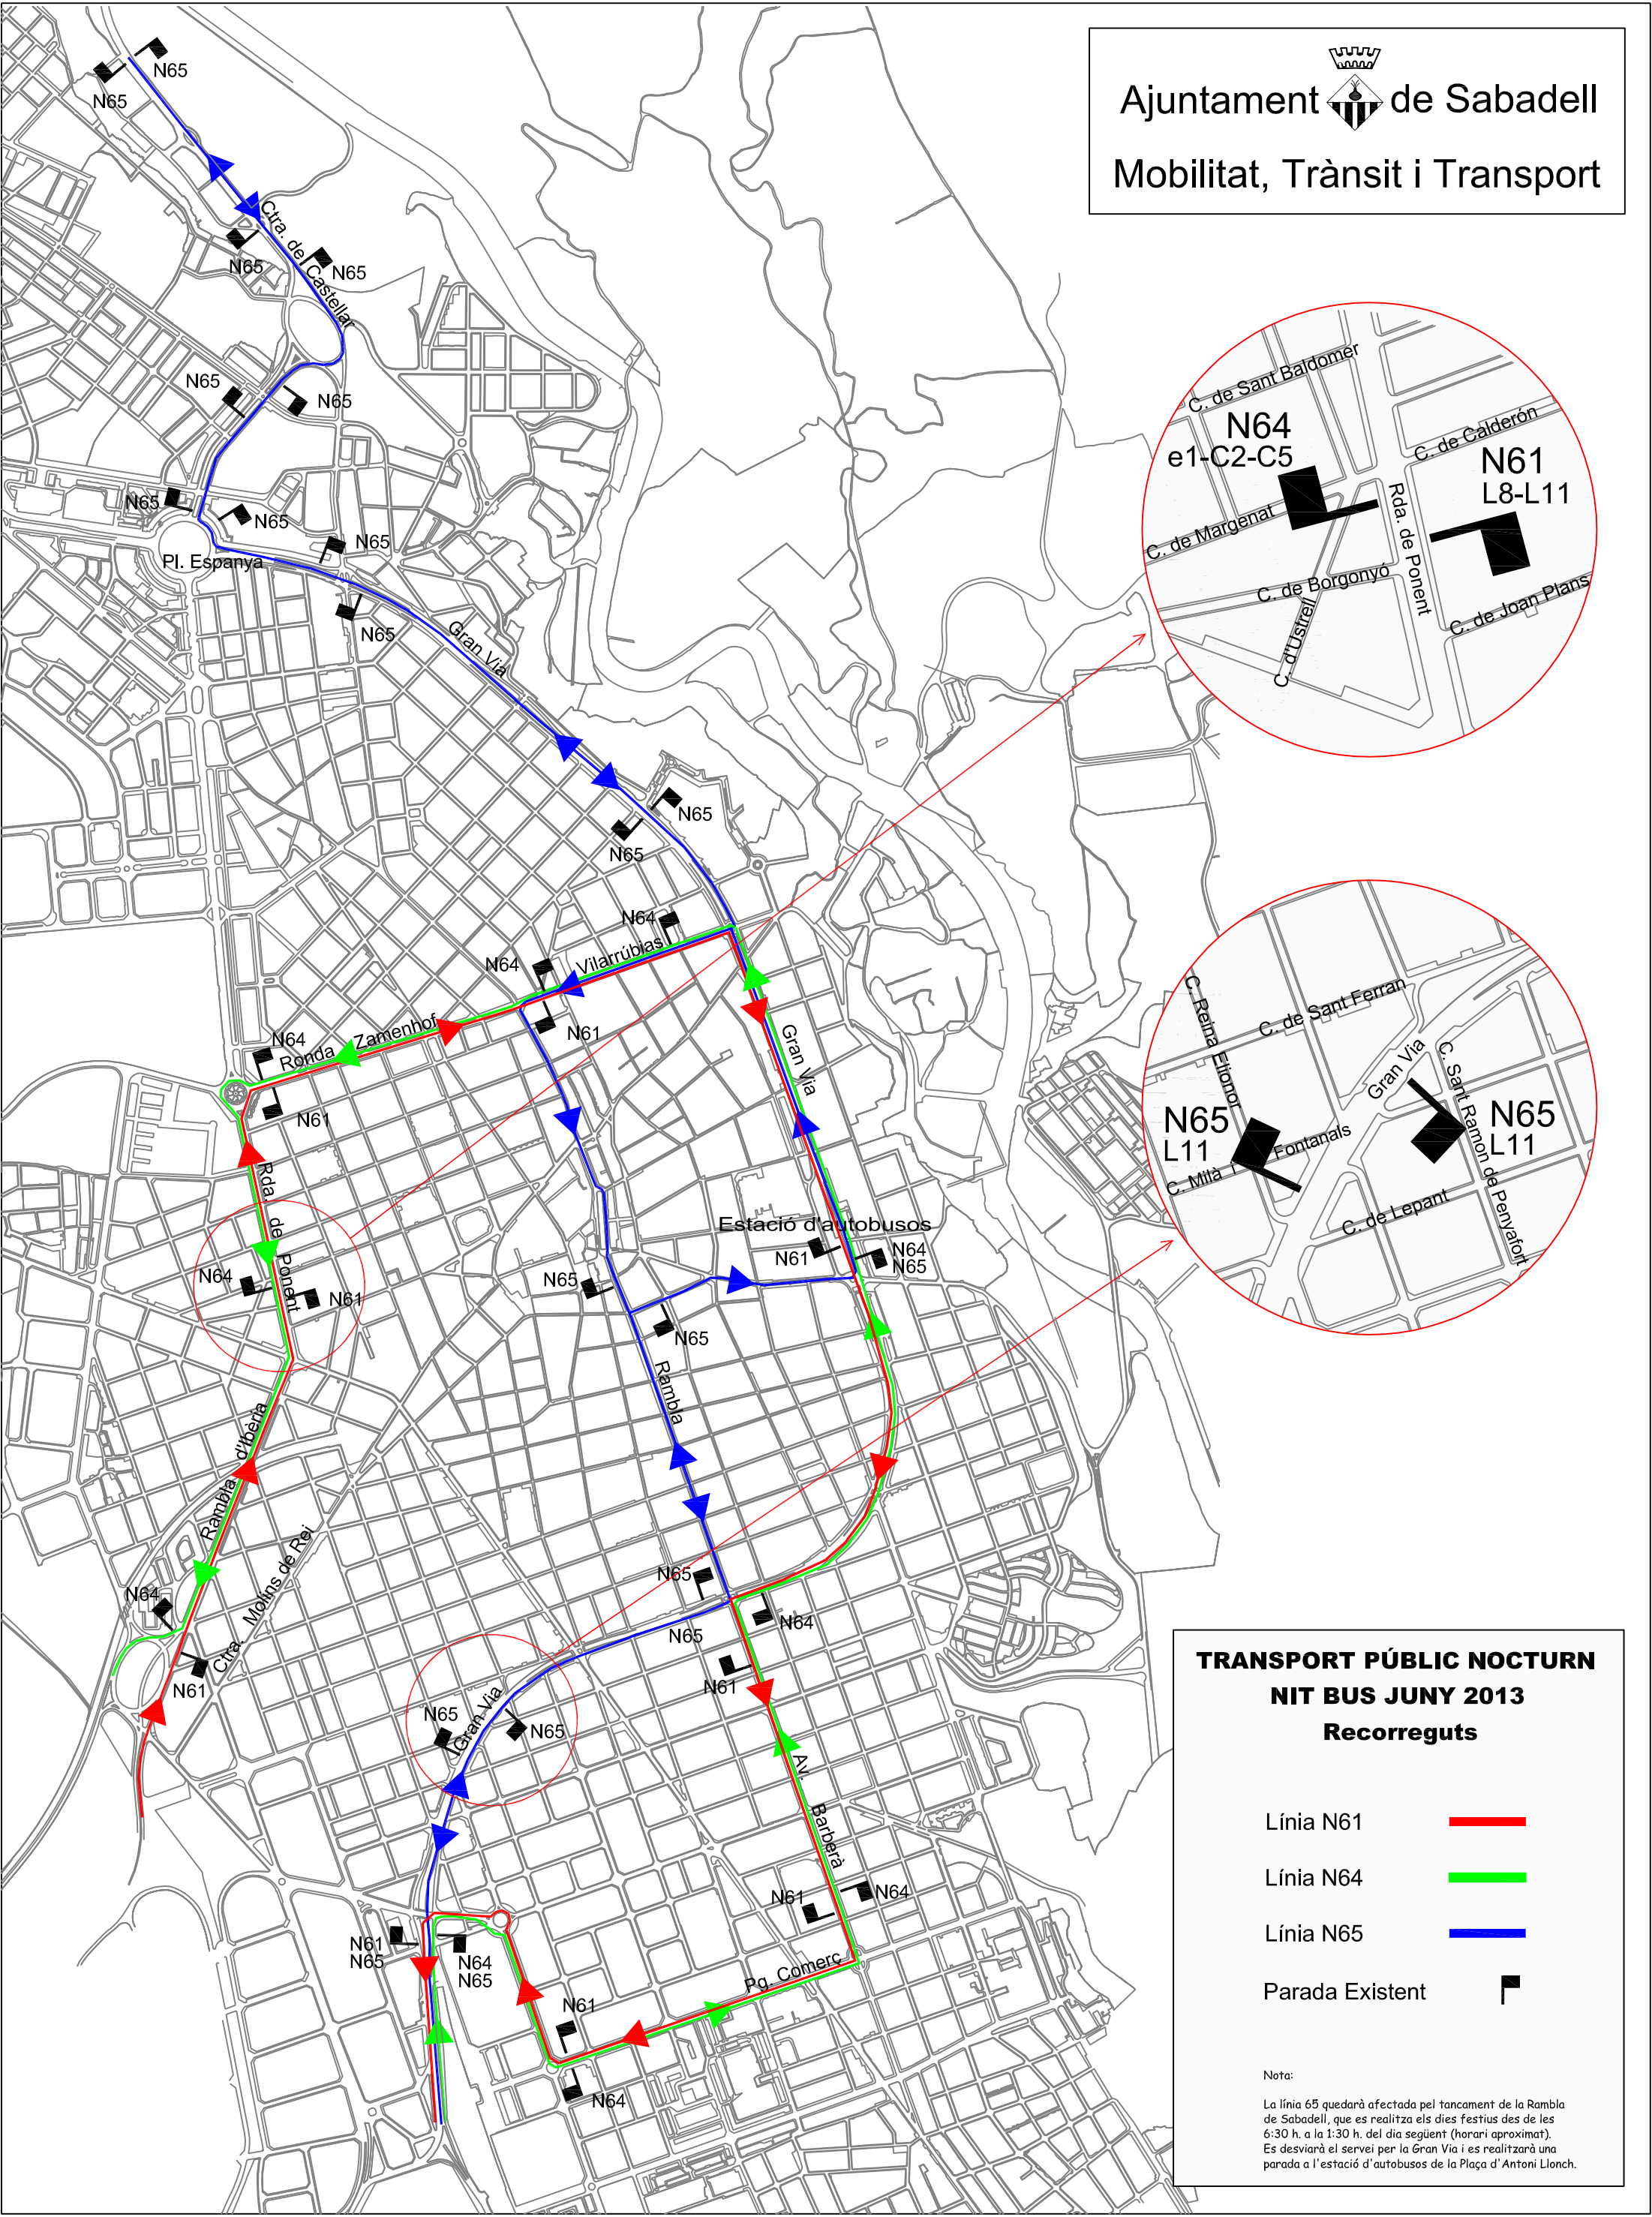 Ajuntament de Sabadell
Mobilitat, Trànsit i Transport
N65
N65
Ctra. de Castellar
N65
N65
N65
N65
N65
N65
N65
Pl. Espanya
N65
Gran Via
N65
N65
N64
Vilarrúbias
N64
N61
Ronda Zamenhof
N64
N61
Gran Via
Rda. de Ponent
N64
N61
Estació d'autobusos
N61
N64
N65
N65
N65
Rambla
Rambla d'Ibèria
Ctra. Molins de Rei
N64
N61
N65
N64
N65
N61
N65
Gran Via
N65
Av. Barberà
N61
N64
N61
N65
N64
N65
Pg. Comerç
N61
N64
C. de Sant Baldomer
N64
e1-C2-C5
C. de Calderón
N61
L8-L11
C. de Margenat
Rda. de Ponent
C. de Borgonyó
C. d'Ustrell
C. de Joan Plans
C. Reina Elionor
C. de Sant Ferran
Gran Via
C. Sant Ramon de Penyafort
N65
L11
N65
L11
C. Milà i Fontanals
C. de Lepant
TRANSPORT PÚBLIC NOCTURN
NIT BUS JUNY 2013
Recorreguts
Línia N61
Línia N64
Línia N65
Parada Existent
Nota:
La línia 65 quedarà afectada pel tancament de la Rambla
de Sabadell, que es realitza els dies festius des de les
6:30 h. a la 1:30 h. del dia següent (horari aproximat).
Es desviarà el servei per la Gran Via i es realitzarà una
parada a l'estació d'autobusos de la Plaça d'Antoni Llonch.